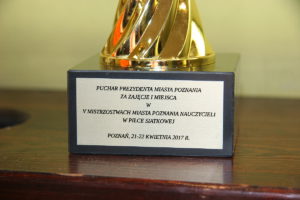 PUCHAR PREZYDENTA MIASTA POZNANIA
ZA ZAJĘCIE I MIEJSCA
W
V MISTRZOSTWACH MIASTA POZNANIA NAUCZYCIELI
W PIŁCE SIATKOWEJ
POZNAŃ, 21-22 KWIETNIA 2017 R.